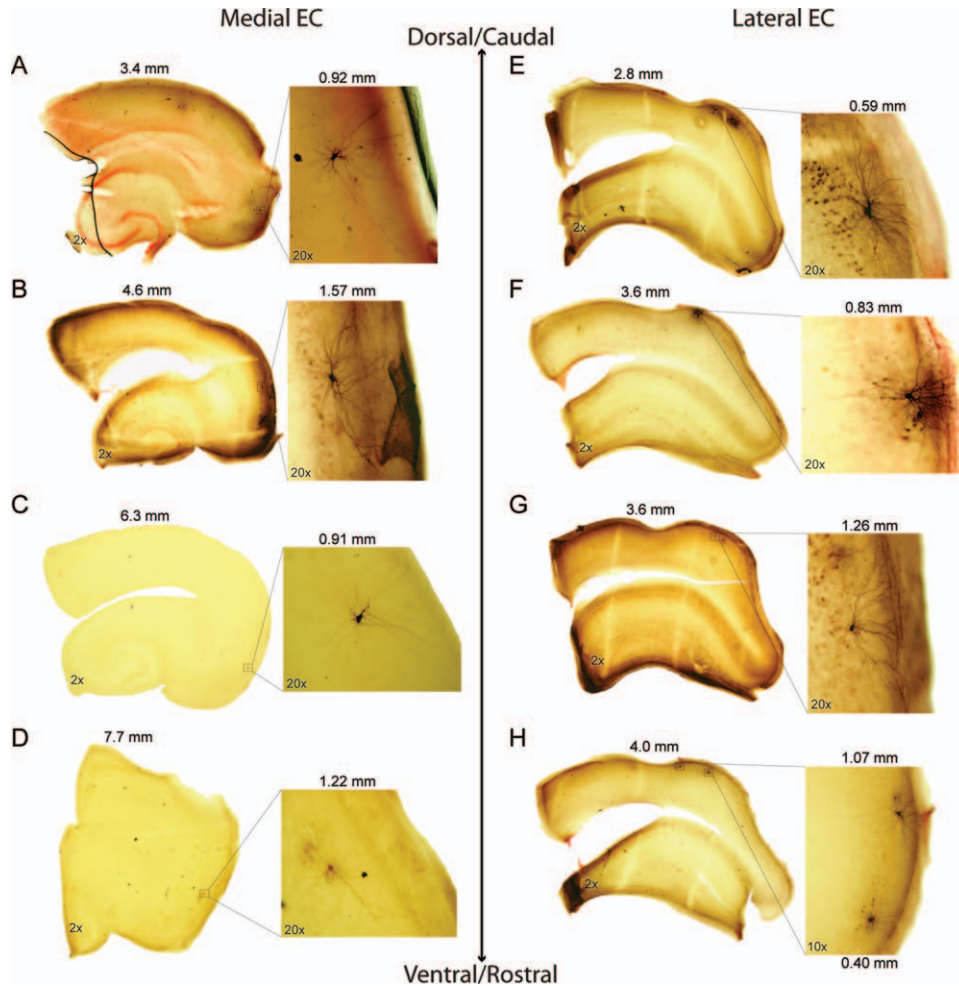 Medial EC
Lateral EC
Dorsal/Caudal
A
3.4 mm
0.92 mm
2x
20x
E
2.8 mm
0.59 mm
2x
20x
B
4.6 mm
1.57 mm
2x
20x
F
3.6 mm
0.83 mm
2x
20x
C
6.3 mm
0.91 mm
2x
20x
G
3.6 mm
1.26 mm
2x
20x
D
7.7 mm
1.22 mm
2x
20x
H
4.0 mm
1.07 mm
2x
10x
0.40 mm
Ventral/Rostral